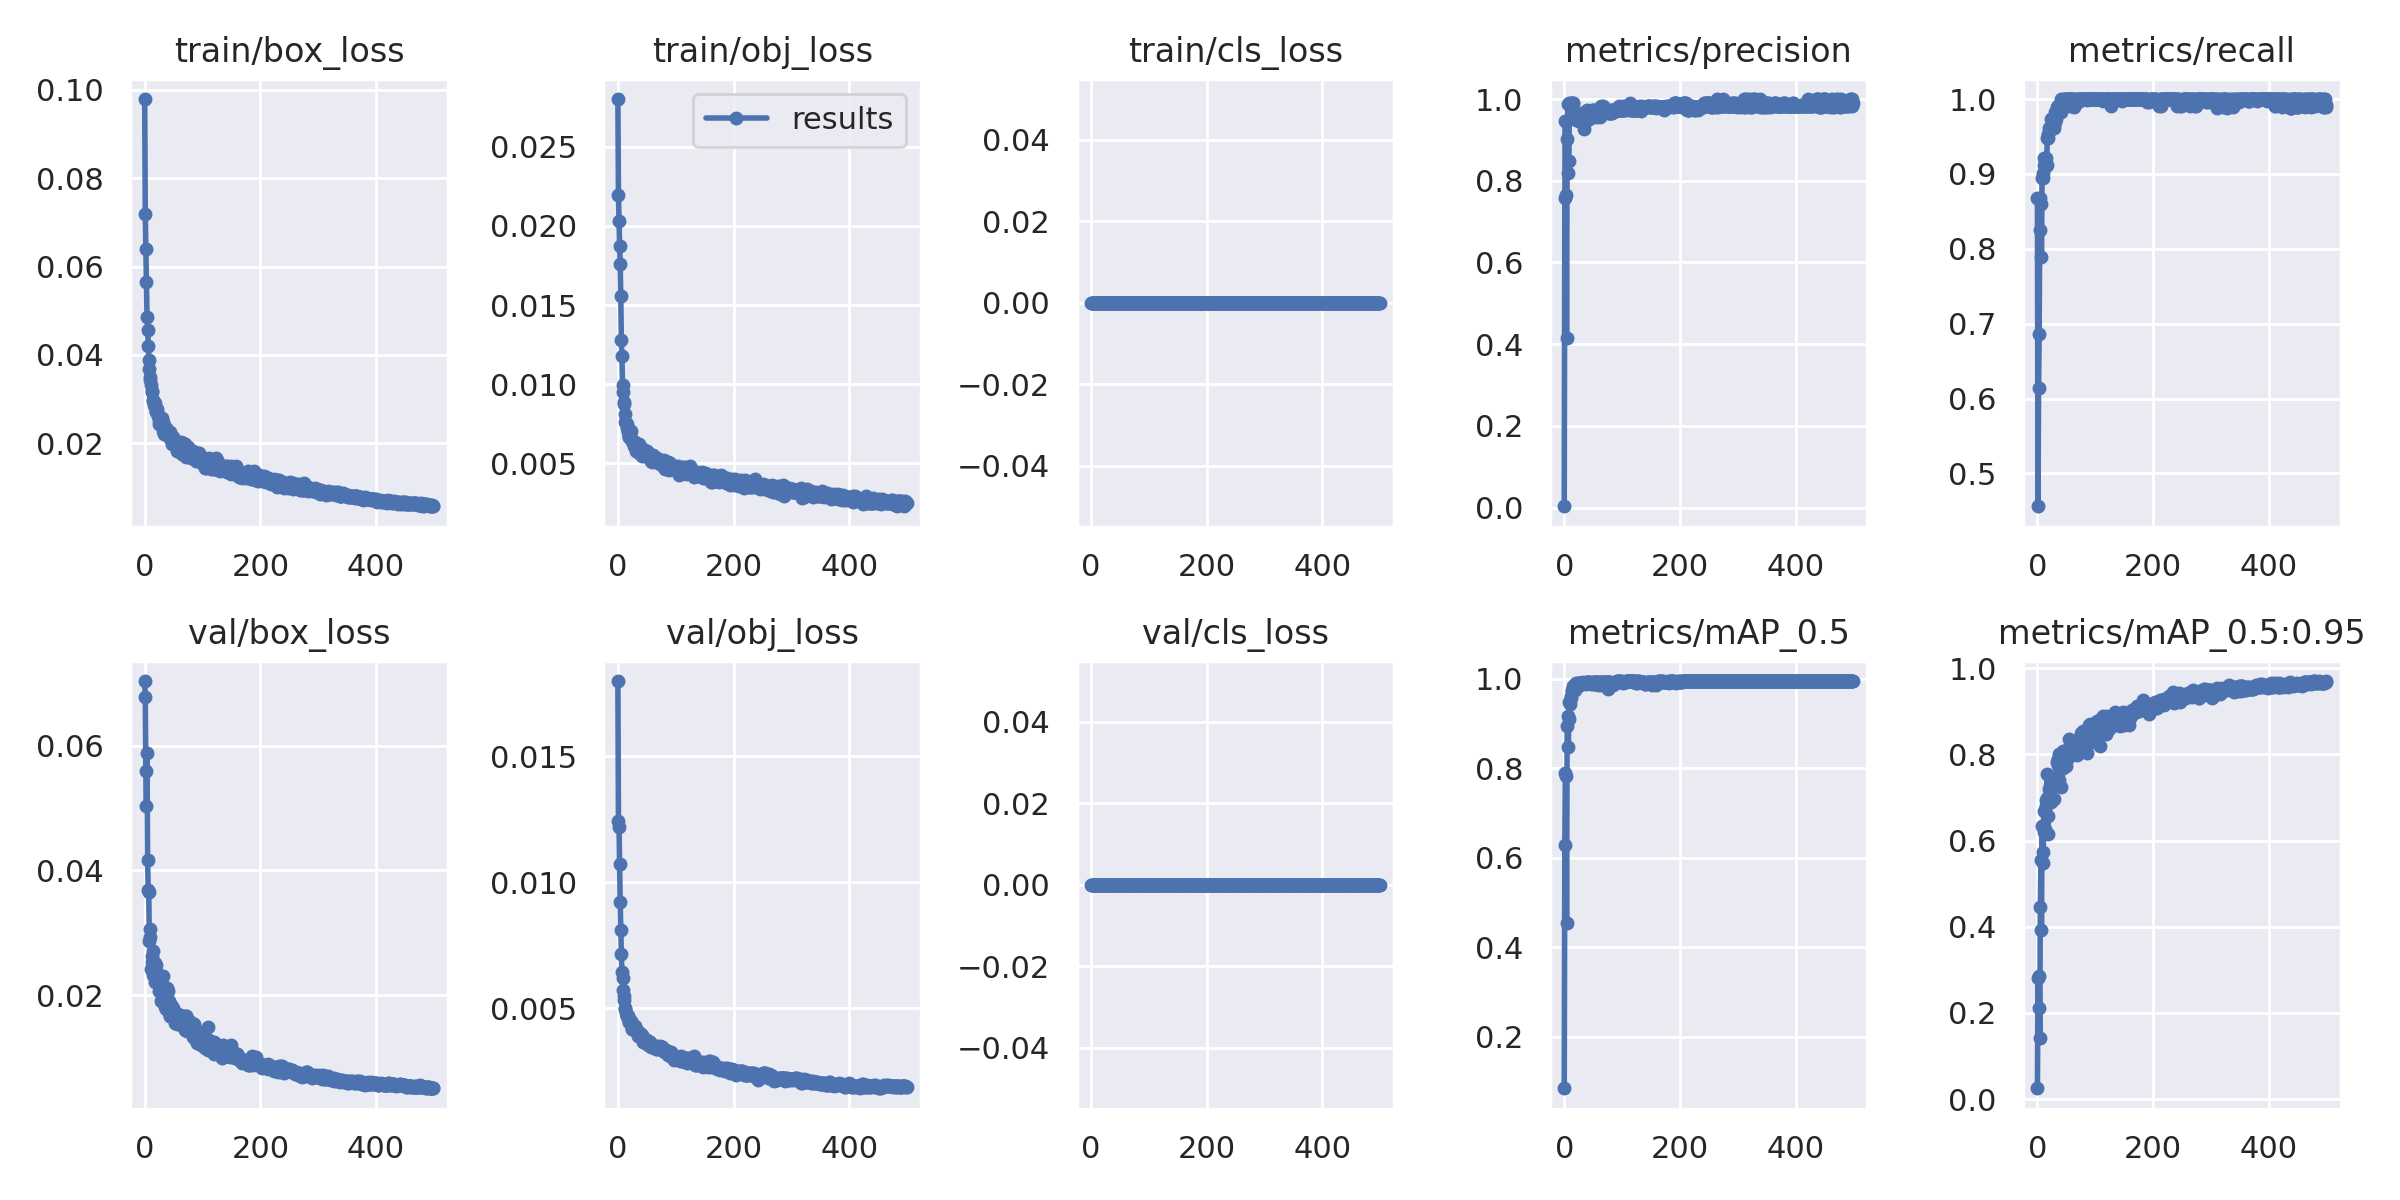 train/box_loss
0.10
0.08
0.06
0.04
0.02
0 200 400
train/obj_loss
results
0.025
0.020
0.015
0.010
0.005
0 200 400
train/cls_loss
0.04
0.02
0.00
−0.02
−0.04
0 200 400
metrics/precision
1.0
0.8
0.6
0.4
0.2
0.0
0 200 400
metrics/recall
1.0
0.9
0.8
0.7
0.6
0.5
0 200 400
val/box_loss
0.06
0.04
0.02
0 200 400
val/obj_loss
0.015
0.010
0.005
0 200 400
val/cls_loss
0.04
0.02
0.00
−0.02
−0.04
0 200 400
metrics/mAP_0.5
1.0
0.8
0.6
0.4
0.2
0 200 400
metrics/mAP_0.5:0.95
1.0
0.8
0.6
0.4
0.2
0.0
0 200 400